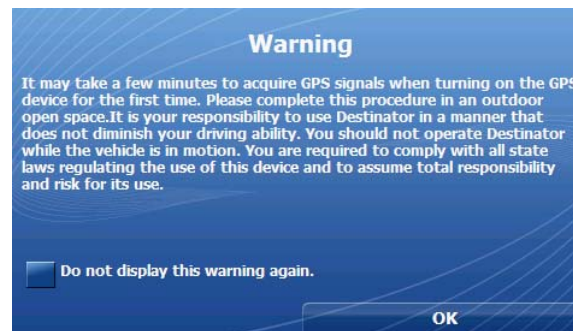 Warning
It may take a few minutes to acquire GPS signals when turning on the GPS
device for the first time. Please complete this procedure in an outdoor
open space.It is your responsibility to use Destinator in a manner that
does not diminish your driving ability. You should not operate Destinator
while the vehicle is in motion. You are required to comply with all state
laws regulating the use of this device and to assume total responsibility
and risk for its use.
Do not display this warning again.
OK